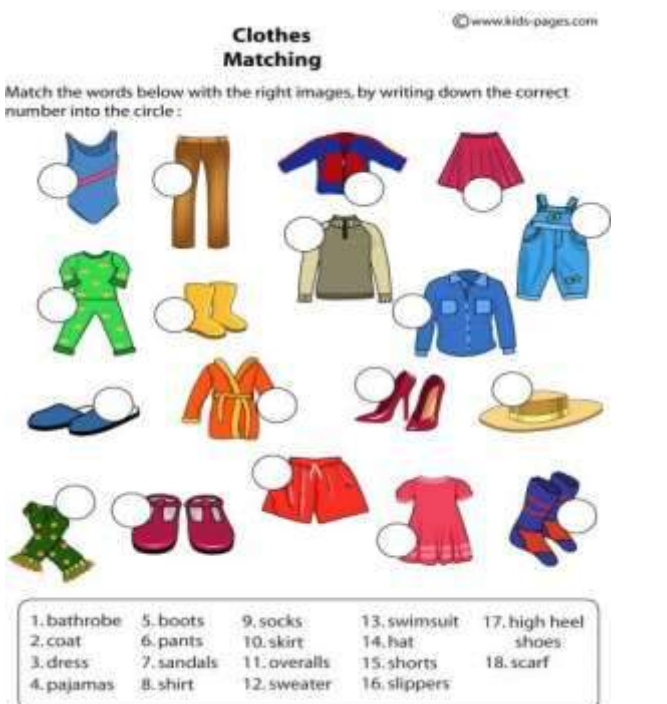 ©www.kids-pages.com
Clothes
Matching
Match the words below with the right images, by writing down the correct
number into the circle :
1. bathrobe 5. boots 9. socks 13. swimsuit 17. high heel
2. coat 6. pants 10. skirt 14. hat shoes
3. dress 7. sandals 11. overalls 15. shorts 18. scarf
4. pajamas 8. shirt 12. sweater 16. slippers